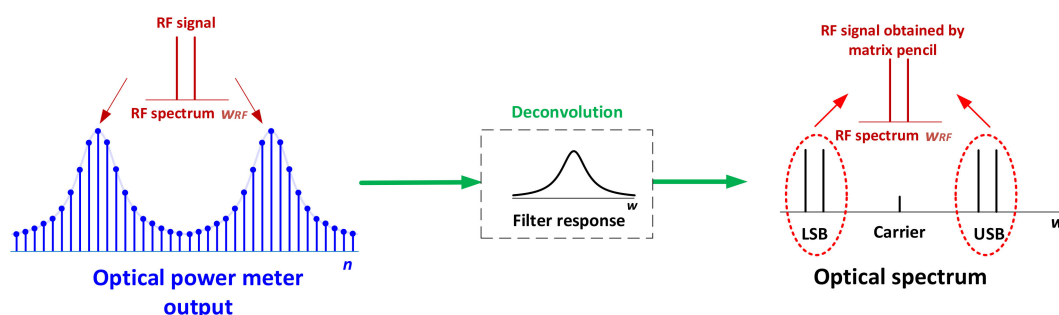 RF signal
RF spectrum WRF
n
Optical power meter
output
Deconvolution
w
Filter response
RF signal obtained by
matrix pencil
RF spectrum WRF
LSB
Carrier
USB
w
Optical spectrum